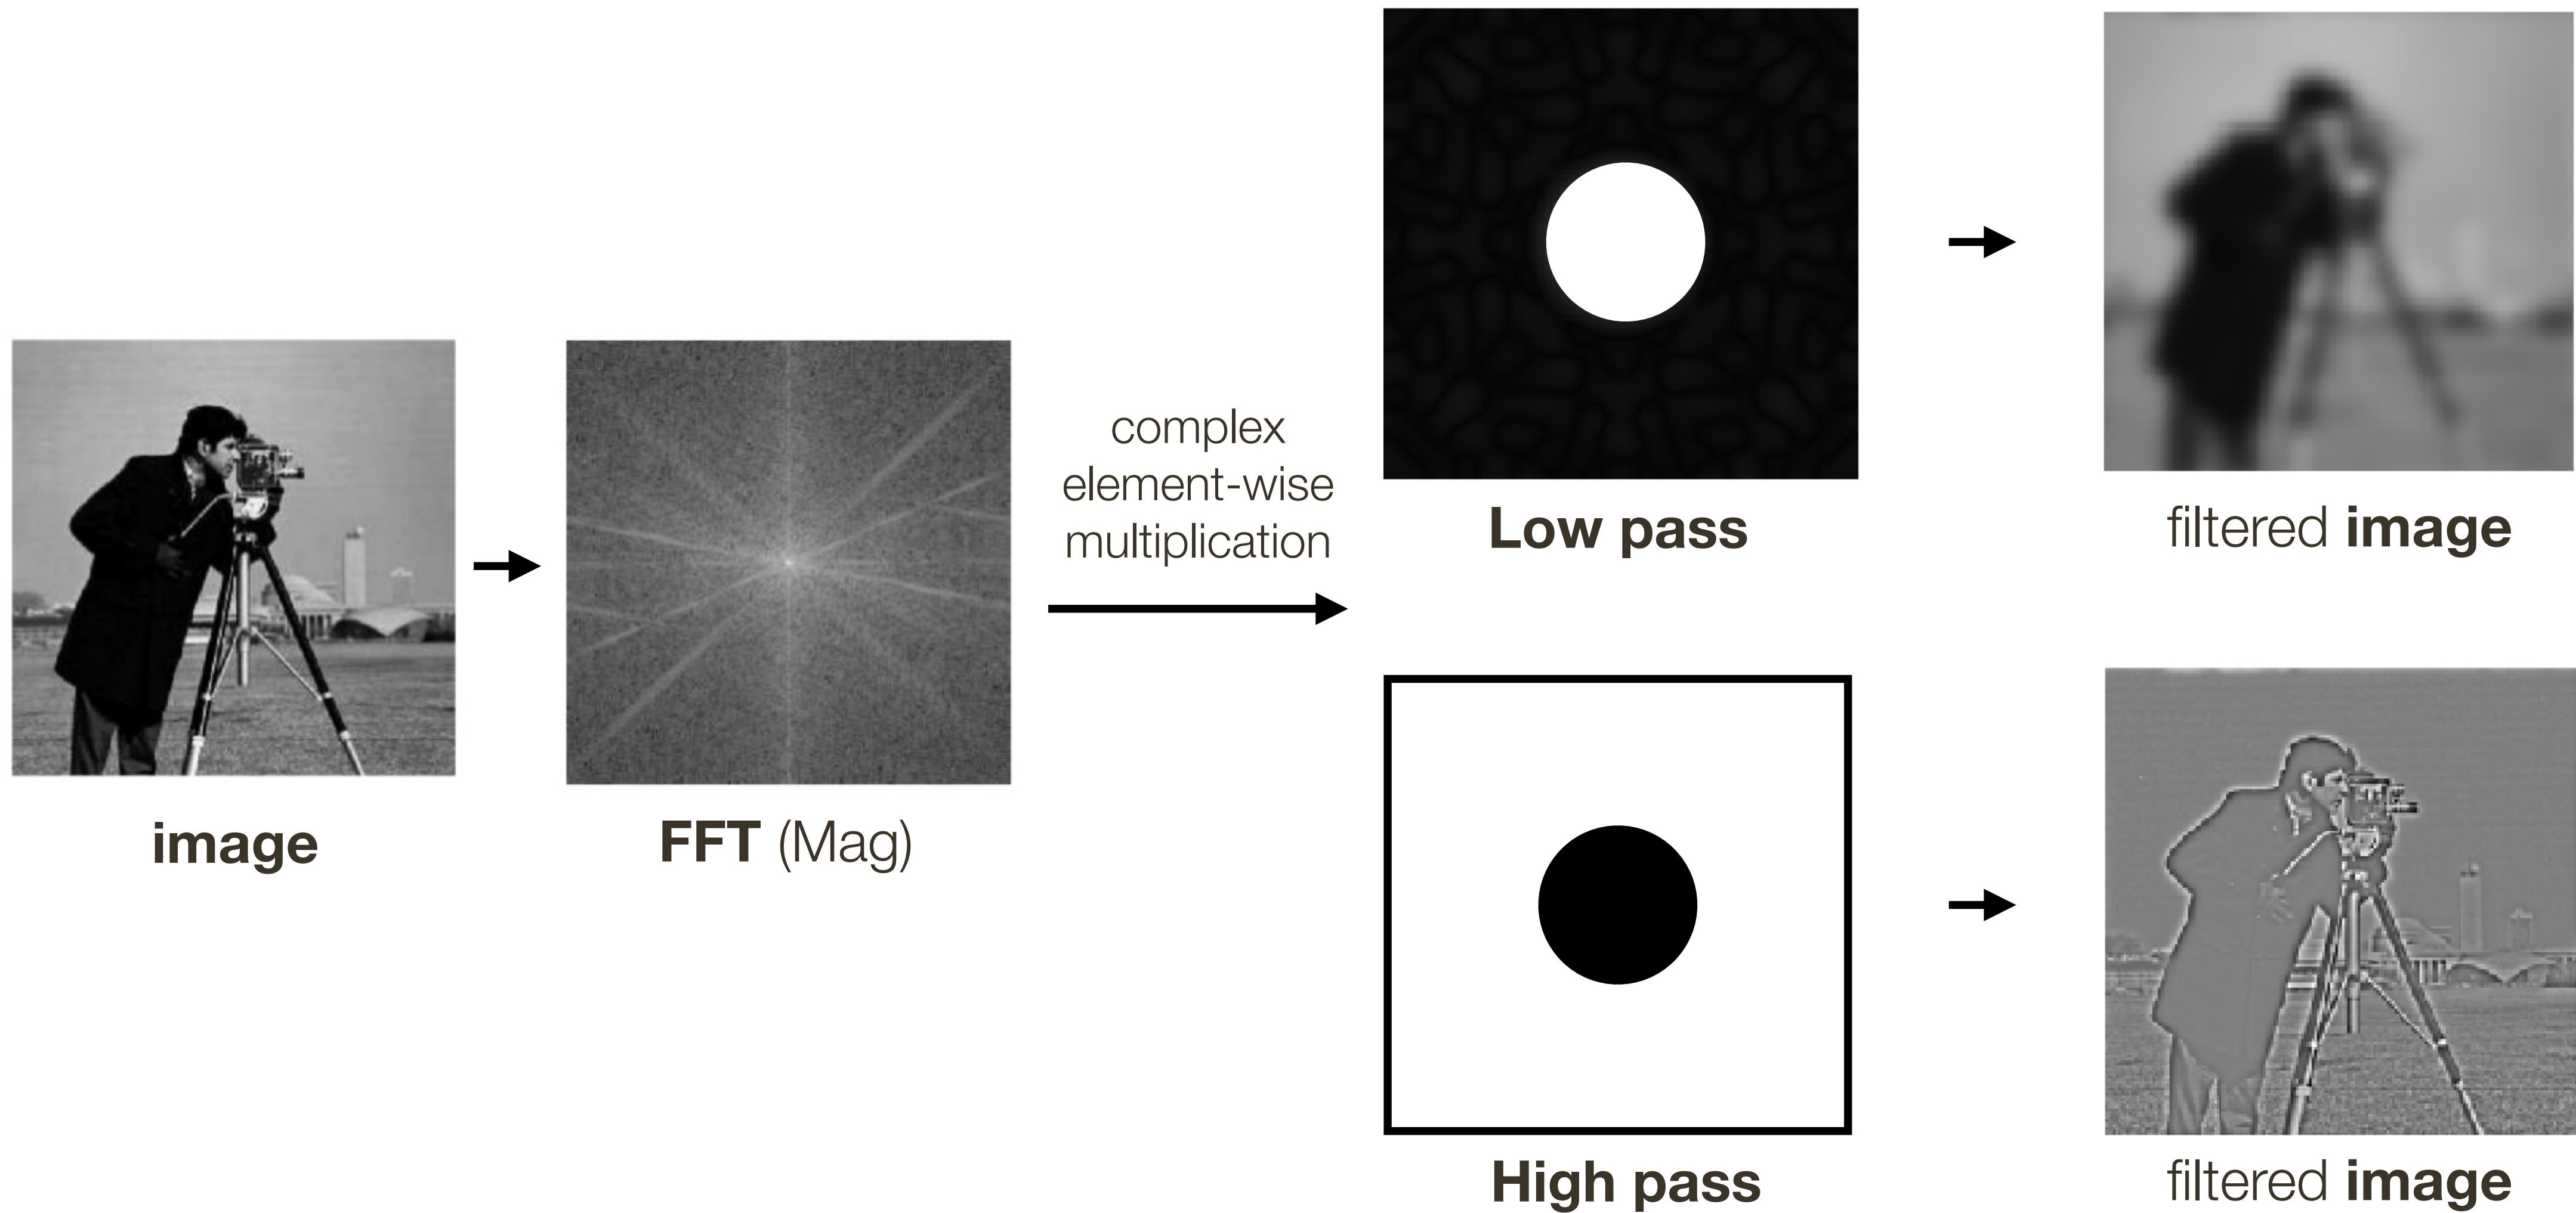 image
FFT (Mag)
complex
element-wise
multiplication
Low pass
filtered image
High pass
filtered image